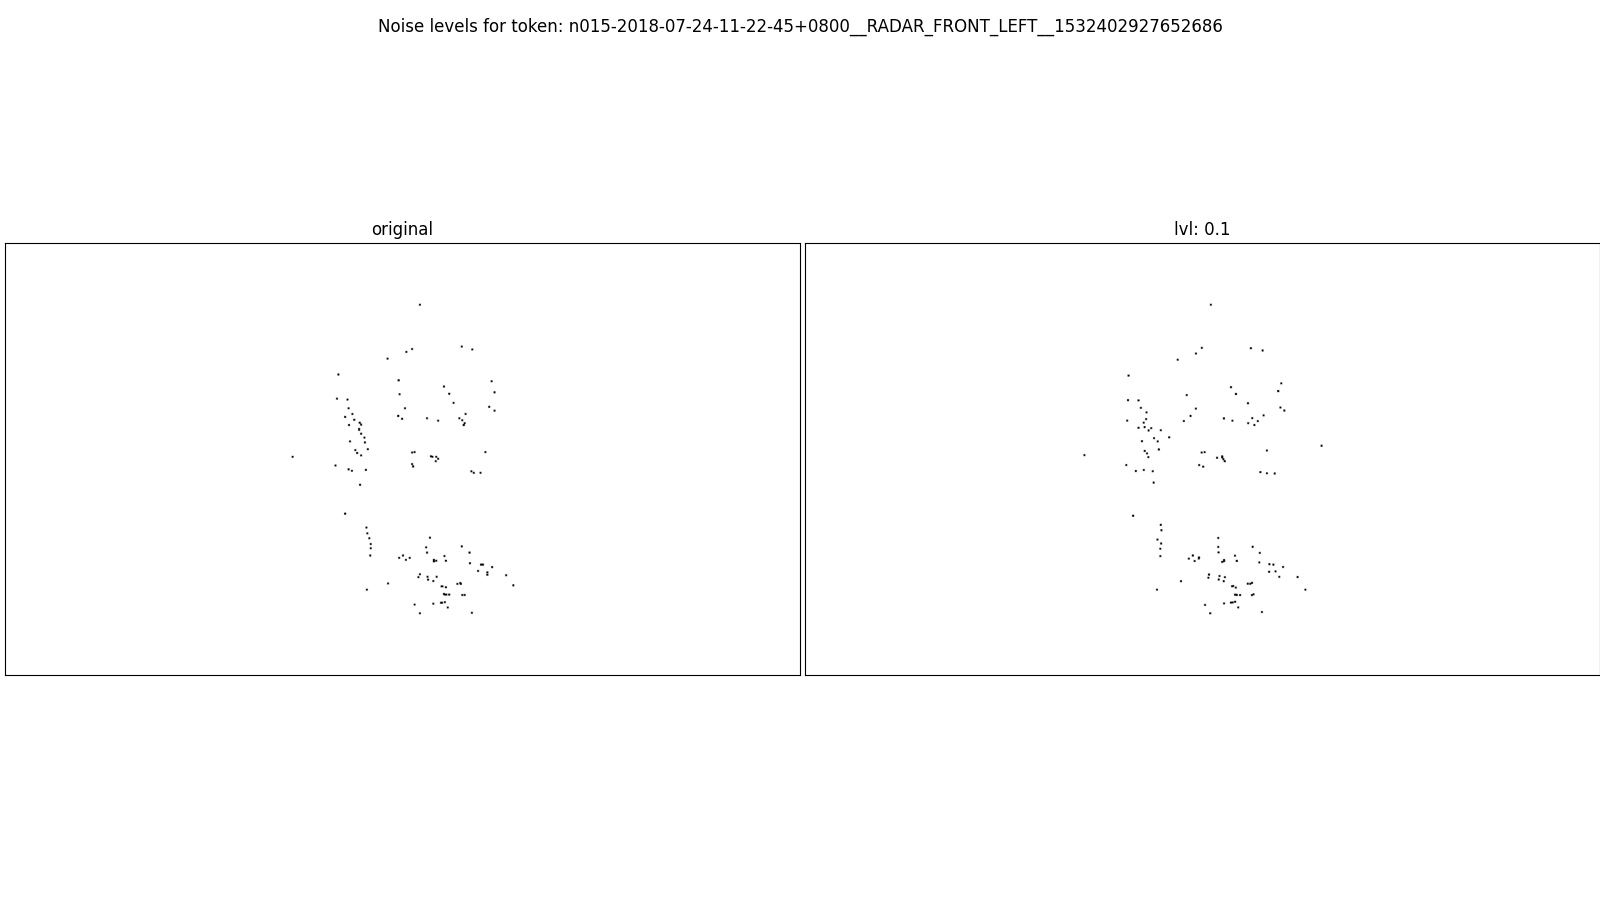 Noise levels for token: n015-2018-07-24-11-22-45+0800__RADAR_FRONT_LEFT__1532402927652686
original
lvl: 0.1